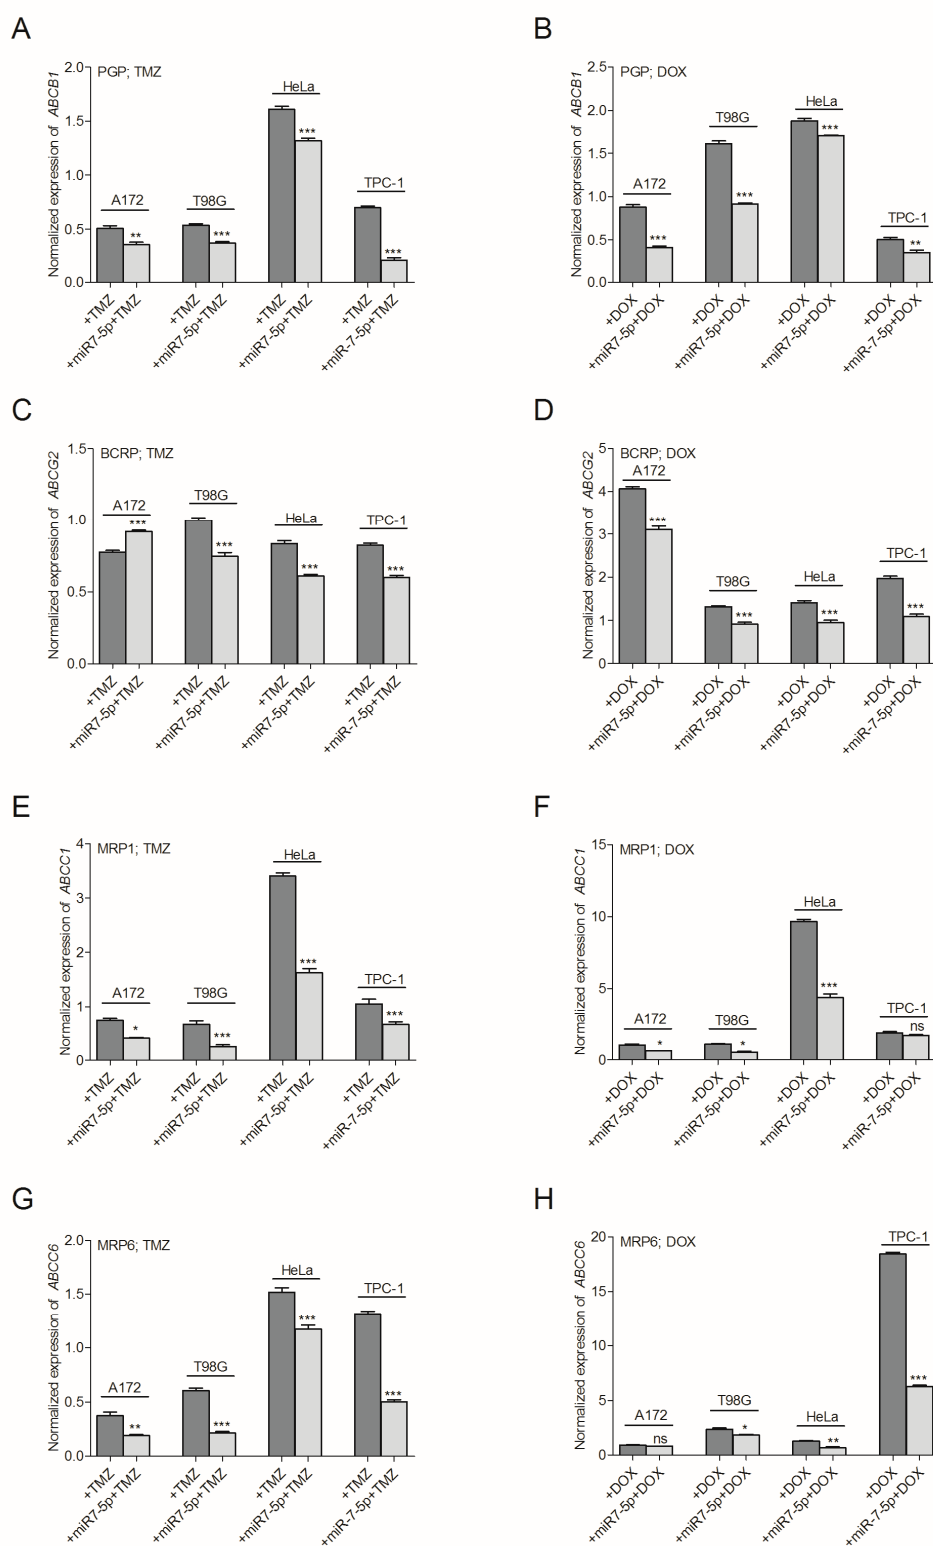 A
Normalized expression of ABCB1
2.0
1.5
1.0
0.5
0.0
PGP; TMZ
A172
**
T98G
***
HeLa
***
TPC-1
***
+TMZ
+miR7-5p+TMZ
+TMZ
+miR7-5p+TMZ
+TMZ
+miR7-5p+TMZ
+TMZ
+miR-7-5p+TMZ
B
Normalized expression of ABCB1
2.5
2.0
1.5
1.0
0.5
0.0
PGP; DOX
A172
***
T98G
***
HeLa
***
TPC-1
**
+DOX
+miR7-5p+DOX
+DOX
+miR7-5p+DOX
+DOX
+miR7-5p+DOX
+DOX
+miR-7-5p+DOX
C
Normalized expression of ABCG2
1.5
1.0
0.5
0.0
BCRP; TMZ
A172
***
T98G
***
HeLa
***
TPC-1
***
+TMZ
+miR7-5p+TMZ
+TMZ
+miR7-5p+TMZ
+TMZ
+miR7-5p+TMZ
+TMZ
+miR-7-5p+TMZ
D
Normalized expression of ABCG2
5
4
3
2
1
0
BCRP; DOX
A172
***
T98G
***
HeLa
***
TPC-1
***
+DOX
+miR7-5p+DOX
+DOX
+miR7-5p+DOX
+DOX
+miR7-5p+DOX
+DOX
+miR-7-5p+DOX
E
Normalized expression of ABCC1
4
3
2
1
0
MRP1; TMZ
A172
*
T98G
***
HeLa
***
TPC-1
***
+TMZ
+miR7-5p+TMZ
+TMZ
+miR7-5p+TMZ
+TMZ
+miR7-5p+TMZ
+TMZ
+miR-7-5p+TMZ
F
Normalized expression of ABCC1
15
10
5
0
MRP1; DOX
A172
*
T98G
*
HeLa
***
TPC-1
ns
+DOX
+miR7-5p+DOX
+DOX
+miR7-5p+DOX
+DOX
+miR7-5p+DOX
+DOX
+miR-7-5p+DOX
G
Normalized expression of ABCC6
2.0
1.5
1.0
0.5
0.0
MRP6; TMZ
A172
**
T98G
***
HeLa
***
TPC-1
***
+TMZ
+miR7-5p+TMZ
+TMZ
+miR7-5p+TMZ
+TMZ
+miR7-5p+TMZ
+TMZ
+miR-7-5p+TMZ
H
Normalized expression of ABCC6
20
15
10
5
0
MRP6; DOX
A172
ns
T98G
*
HeLa
**
TPC-1
***
+DOX
+miR7-5p+DOX
+DOX
+miR7-5p+DOX
+DOX
+miR7-5p+DOX
+DOX
+miR-7-5p+DOX